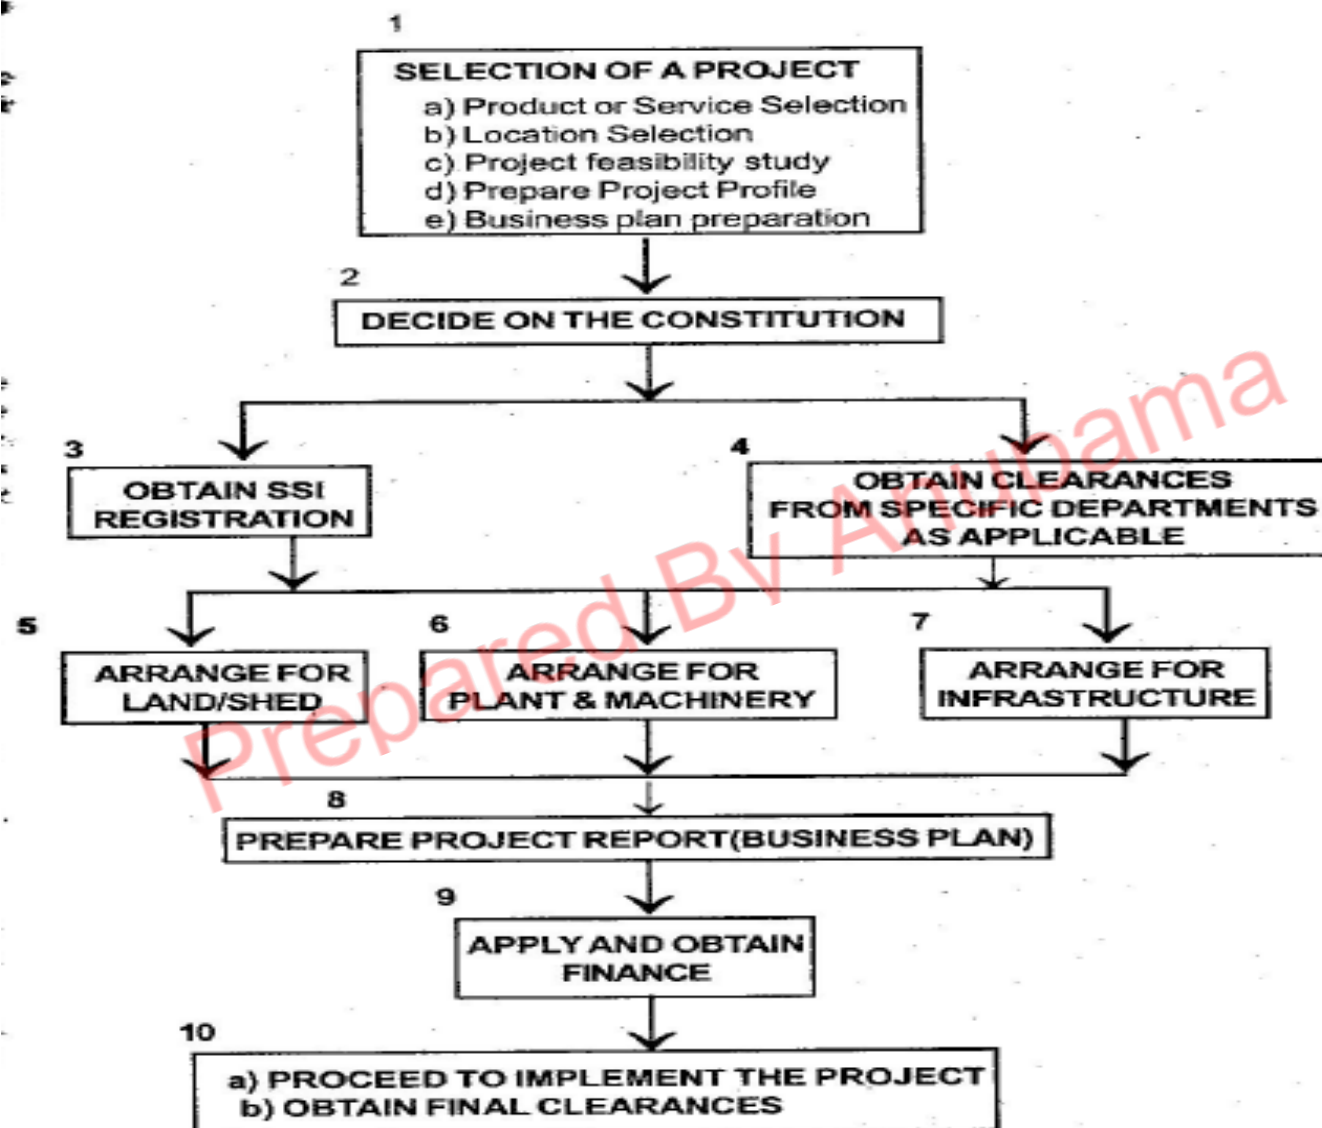 1
SELECTION OF A PROJECT
a) Product or Service Selection
b) Location Selection
c) Project feasibility study
d) Prepare Project Profile
e) Business plan preparation
2
DECIDE ON THE CONSTITUTION
3
OBTAIN SSI
REGISTRATION
4
OBTAIN CLEARANCES
FROM SPECIFIC DEPARTMENTS
AS APPLICABLE
5
ARRANGE FOR
LAND/SHED
6
ARRANGE FOR
PLANT & MACHINERY
7
ARRANGE FOR
INFRASTRUCTURE
8
PREPARE PROJECT REPORT(BUSINESS PLAN)
9
APPLY AND OBTAIN
FINANCE
10
a) PROCEED TO IMPLEMENT THE PROJECT
b) OBTAIN FINAL CLEARANCES
Prepared By Anubama